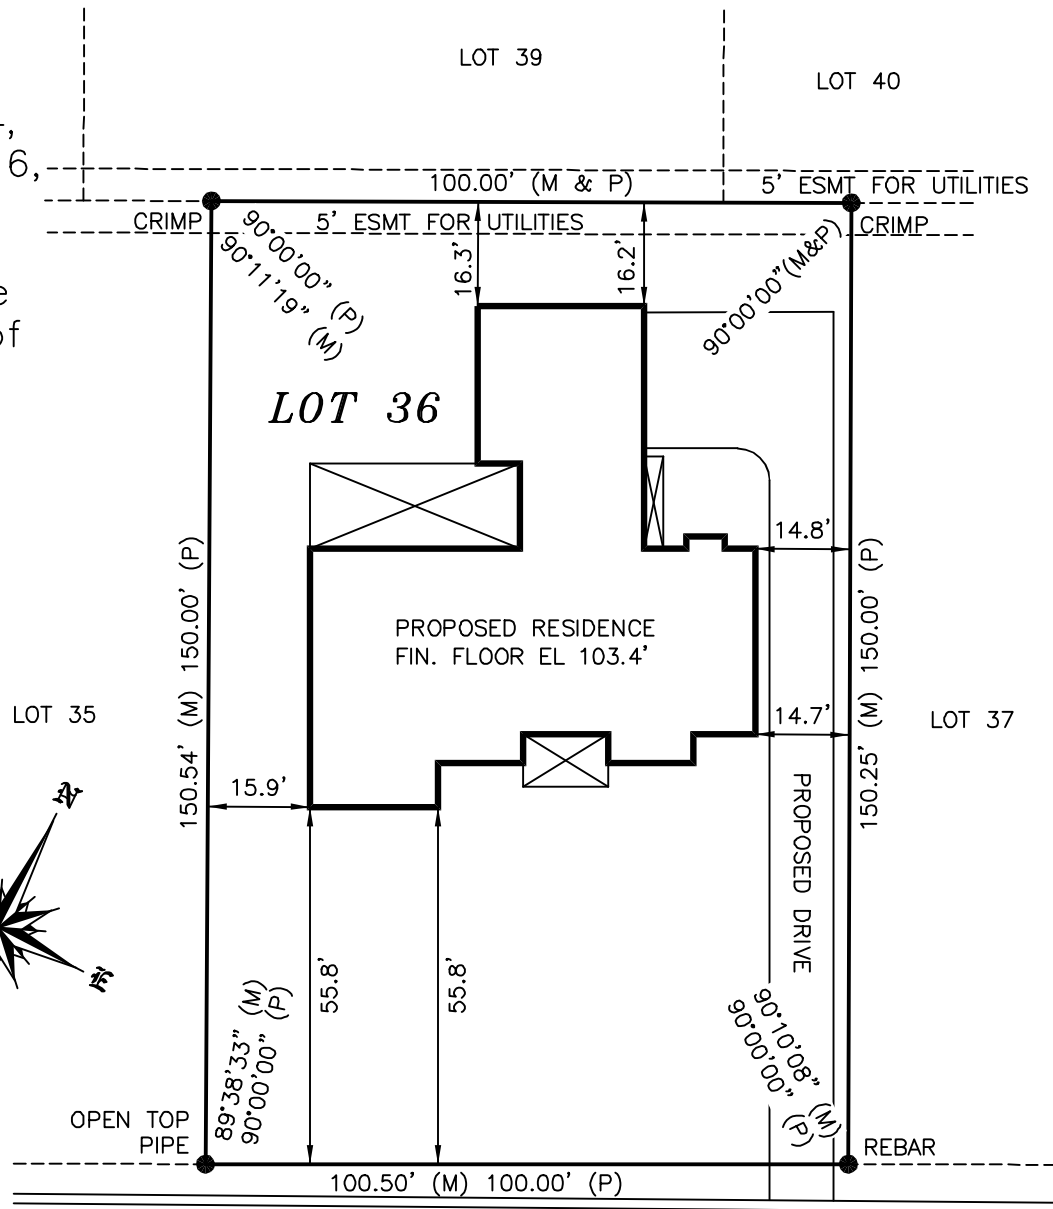 LOT 39
LOT 40
6,
100.00' (M & P)
5' ESMT FOR UTILITIES
CRIMP
5' ESMT FOR UTILITIES
CRIMP
90°00'00" (P)
90°11'19" (M)
16.3'
16.2'
90°00'00"(M&P)
of
LOT 36
14.8'
150.54' (M) 150.00' (P)
150.25' (M) 150.00' (P)
PROPOSED RESIDENCE
FIN. FLOOR EL 103.4'
LOT 35
14.7'
LOT 37
15.9'
N
PROPOSED DRIVE
E
55.8'
55.8'
89°38'33" (M)
90°00'00" (P)
90°10'08" (M)
90°00'00" (P)
OPEN TOP
PIPE
REBAR
100.50' (M) 100.00' (P)